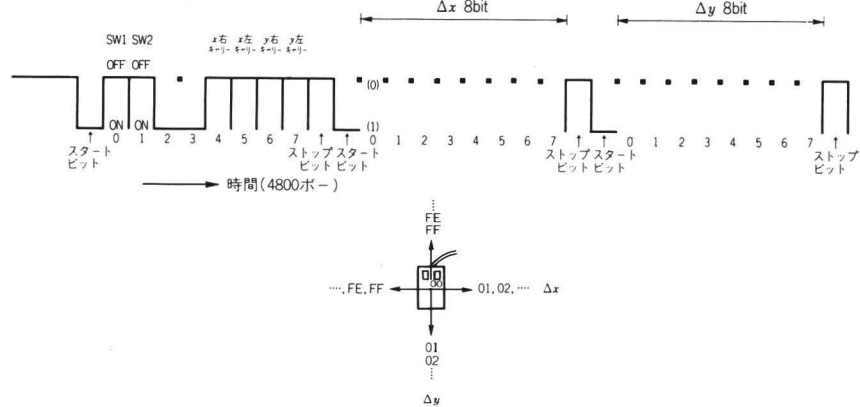 Δx 8bit
Δy 8bit
SW1 SW2
x右 x左 y右 y左
キャリー キャリー キャリー キャリー
OFF OFF
(0)
ON ON
(1)
0 1 2 3 4 5 6 7
0 1 2 3 4 5 6 7
0 1 2 3 4 5 6 7
スタート
ビット
ストップ
ビット
スタート
ビット
ストップ
ビット
スタート
ビット
ストップ
ビット
時間(4800ボー)
⋮
FE
FF
‥‥, FE, FF
01, 02, ‥‥ Δx
01
02
⋮
Δy